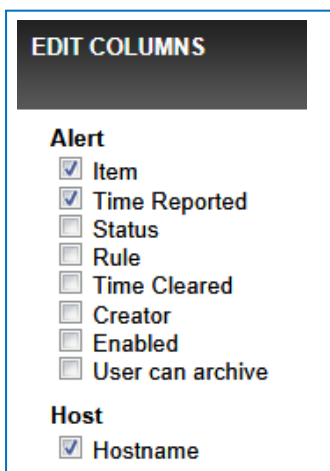 EDIT COLUMNS
Alert
Item
Time Reported
Status
Rule
Time Cleared
Creator
Enabled
User can archive
Host
Hostname